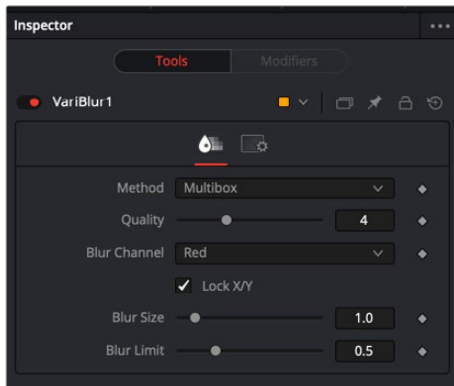 Inspector
Tools Modifiers
VariBlur1
Method Multibox
Quality 4
Blur Channel Red
Lock X/Y
Blur Size 1.0
Blur Limit 0.5